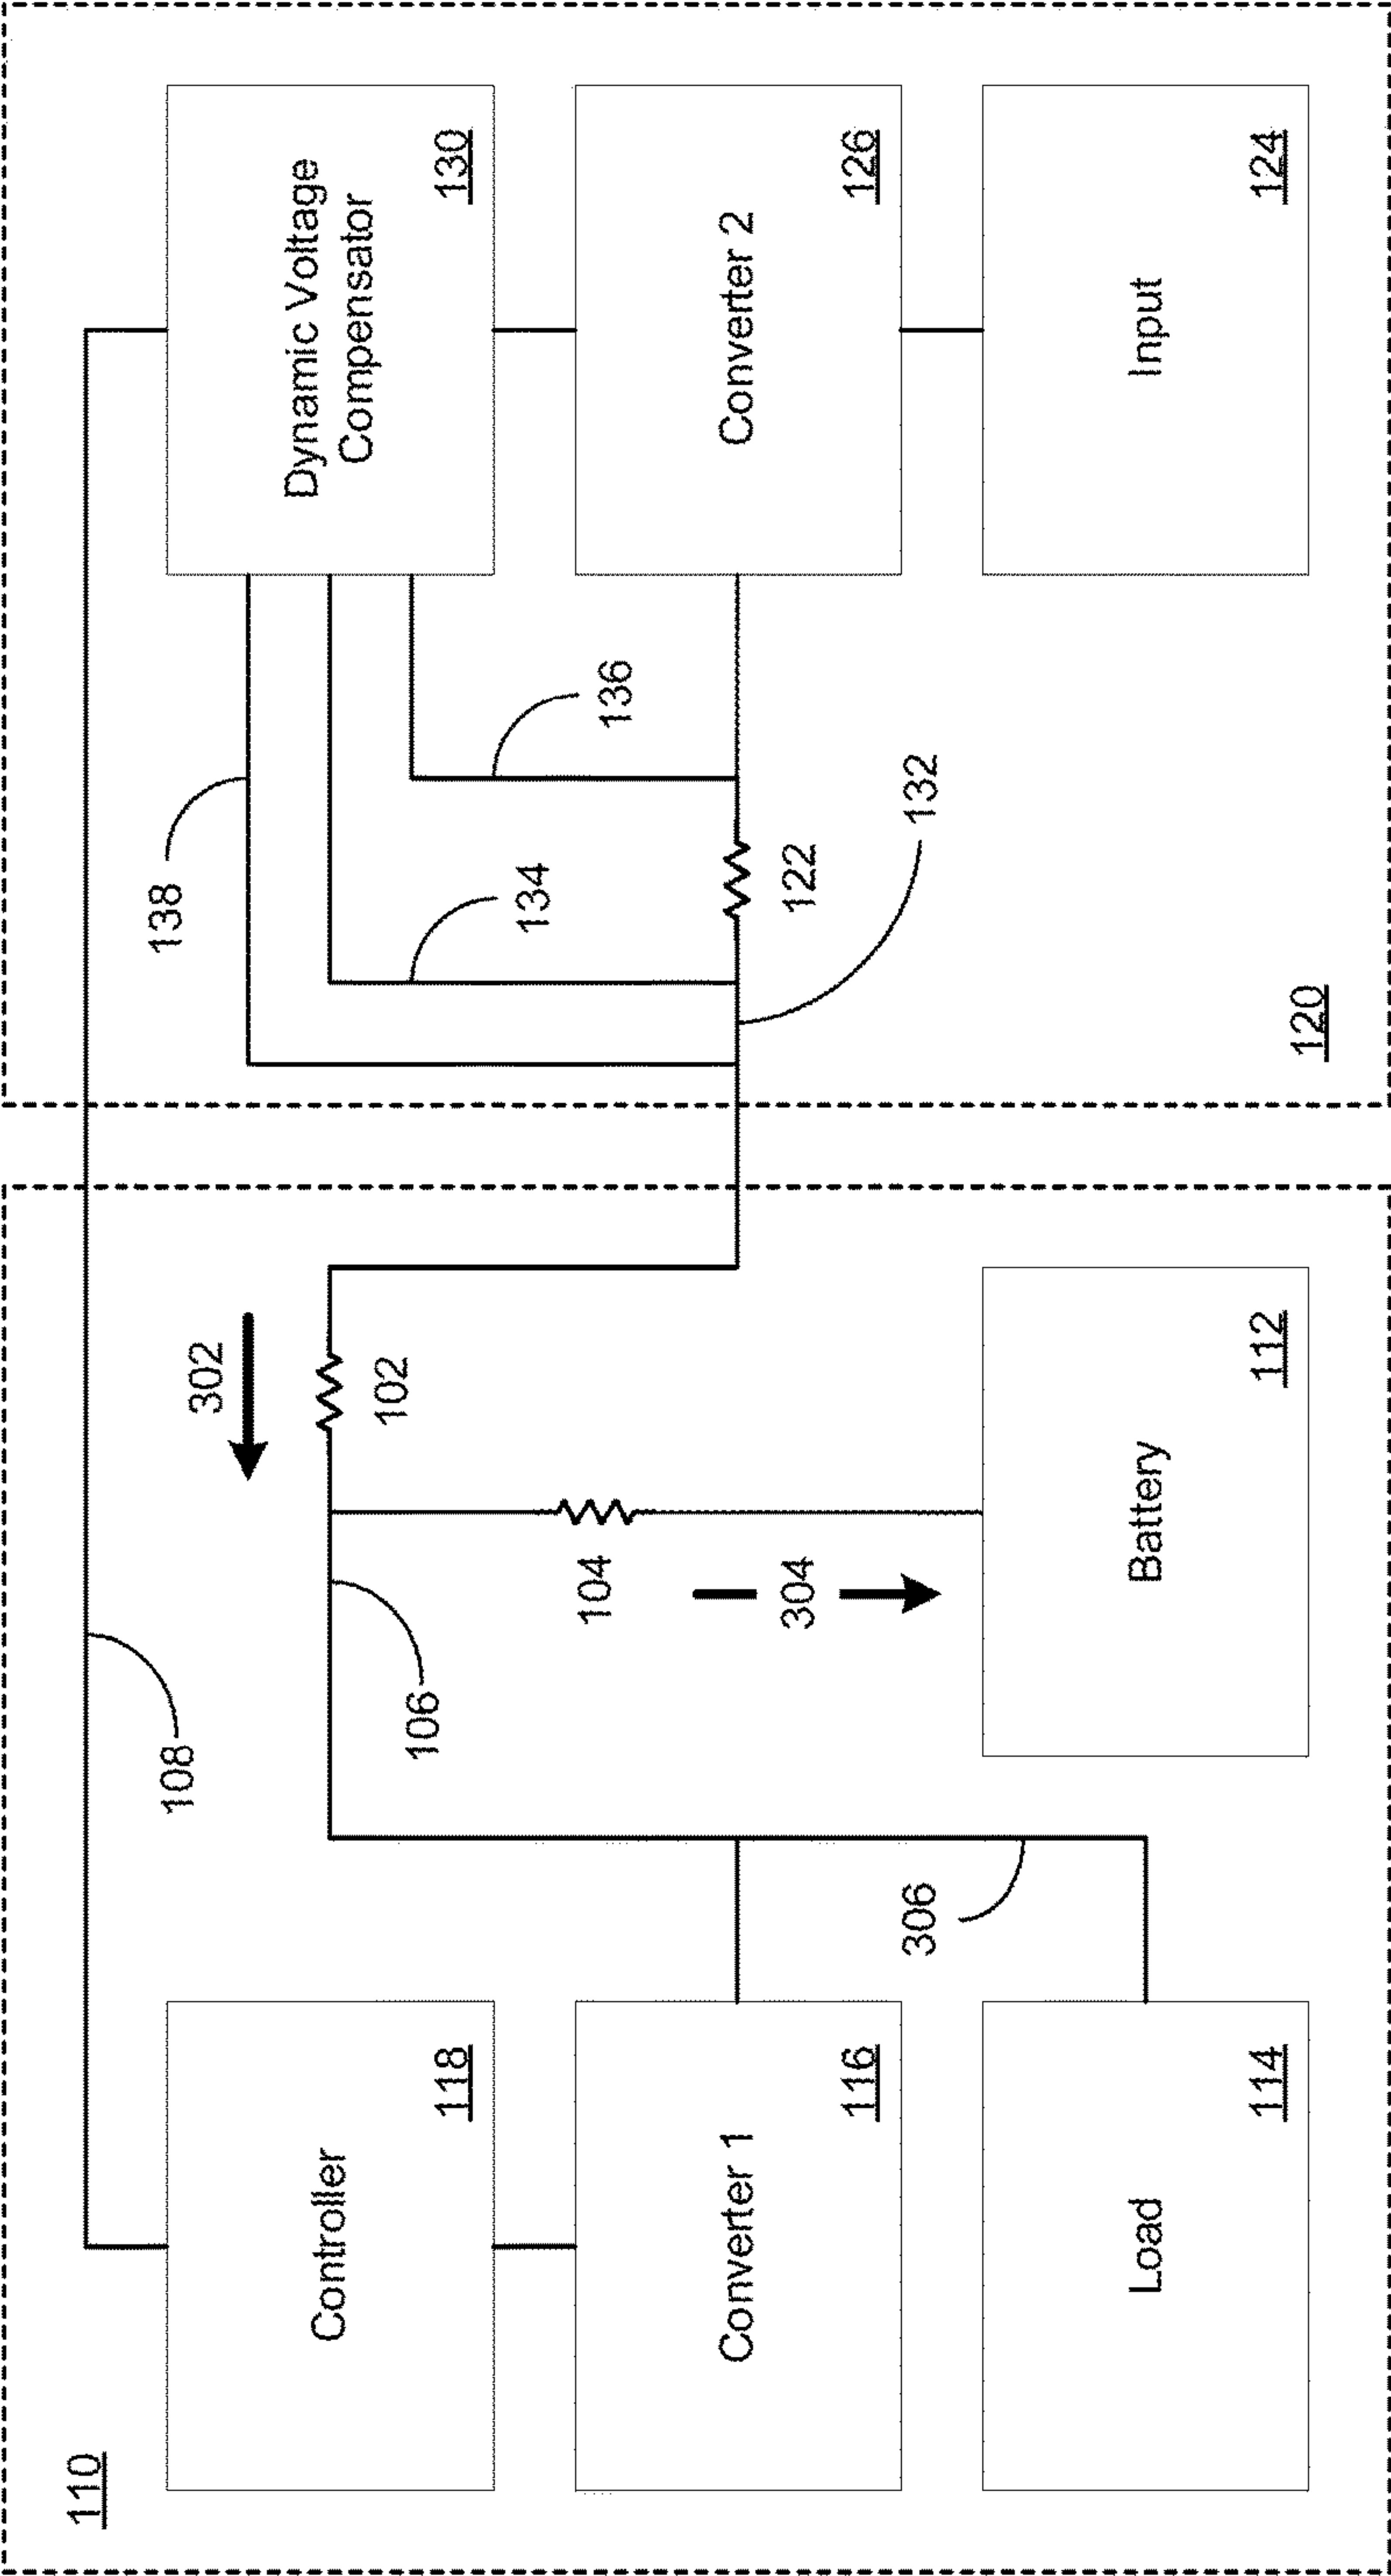 110
108
302
138
Controller
118
102
134
Dynamic Voltage
Compensator
130
106
104
136
Converter 1
116
304
122
Converter 2
126
306
132
Load
114
Battery
112
120
Input
124